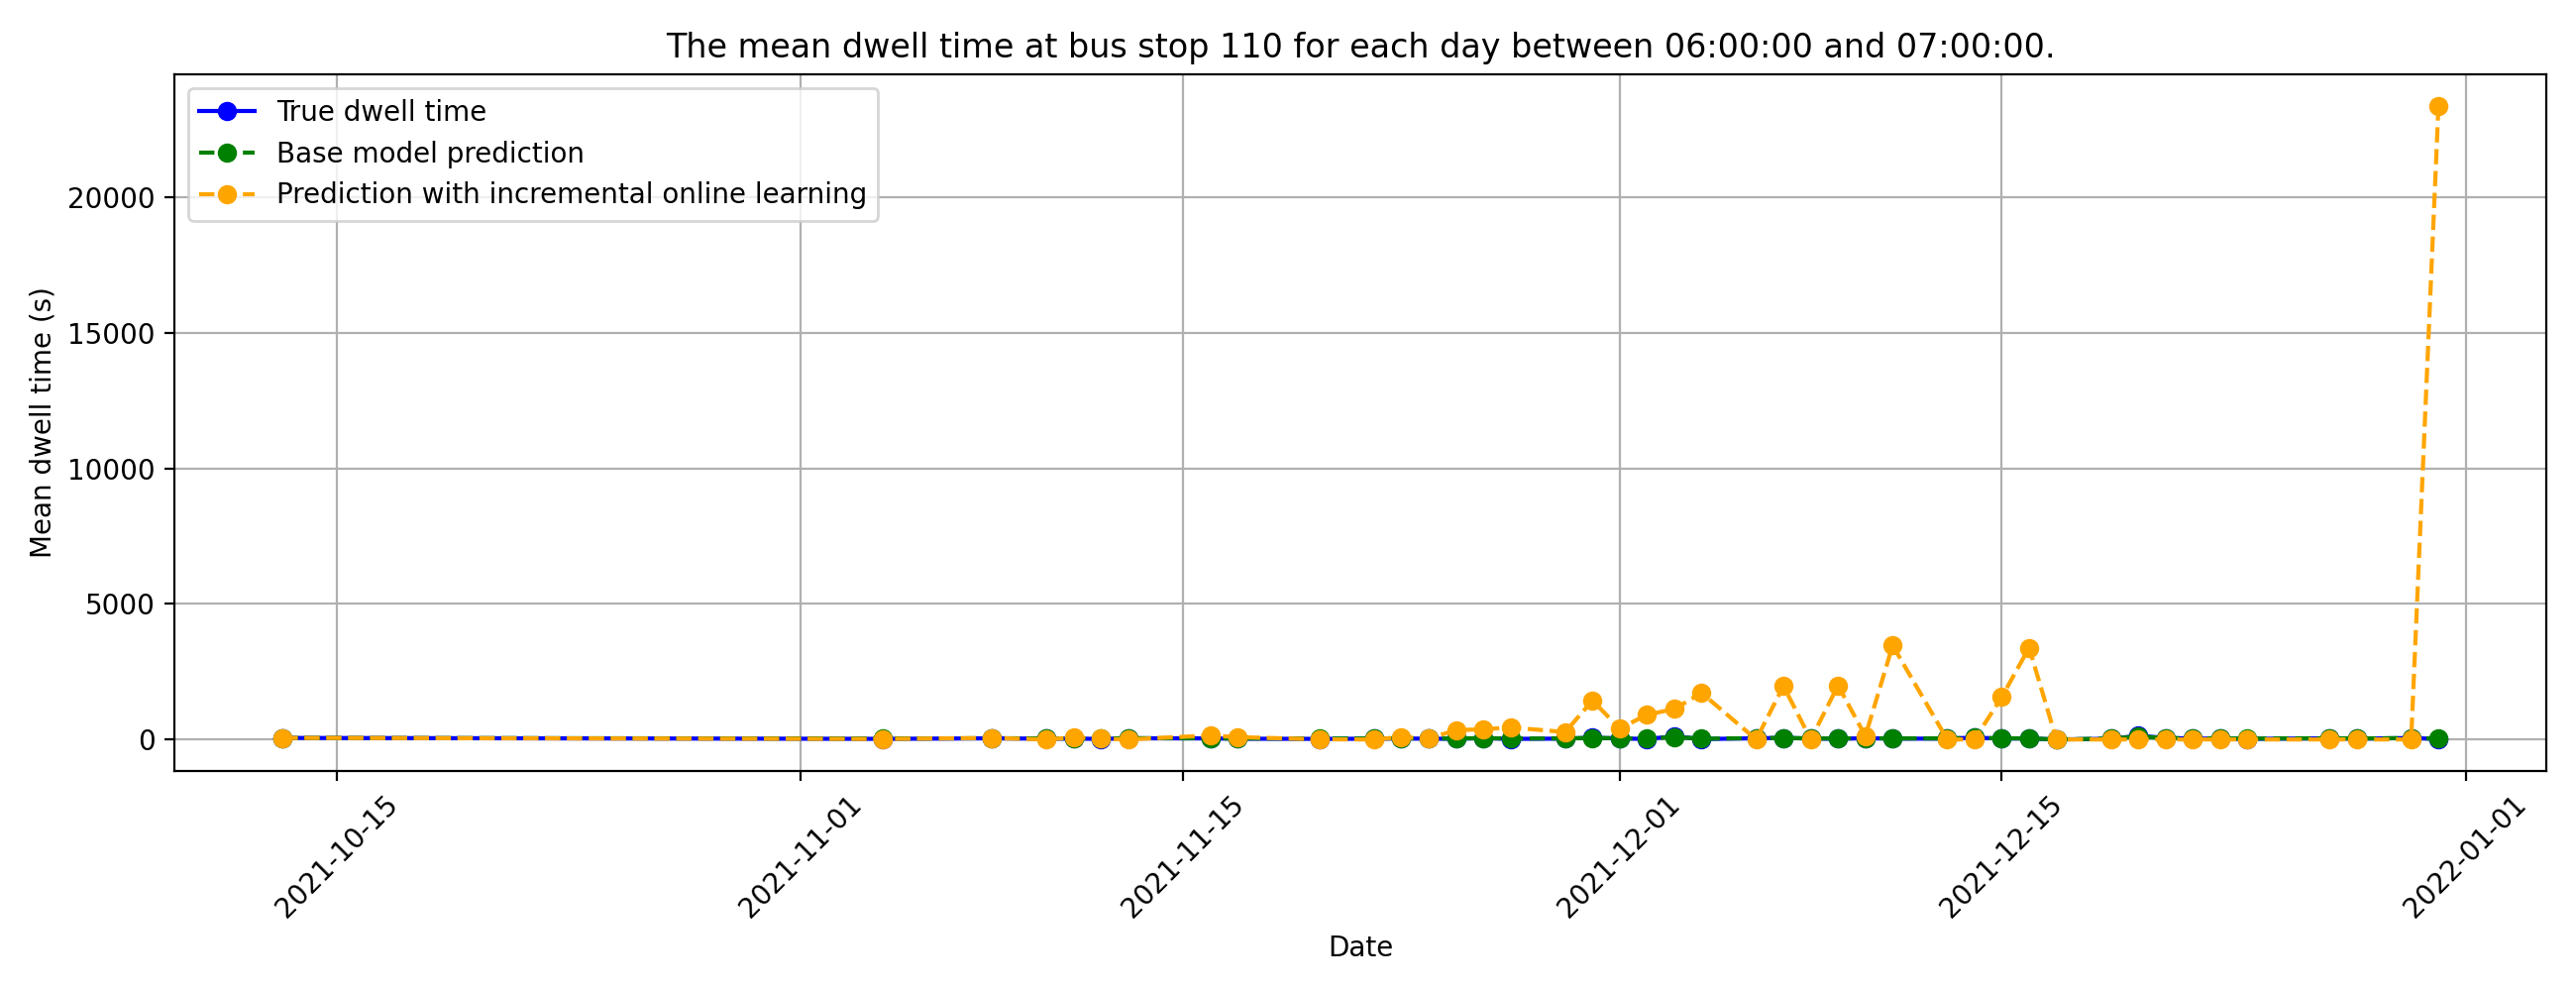 The mean dwell time at bus stop 110 for each day between 06:00:00 and 07:00:00.
True dwell time
Base model prediction
Prediction with incremental online learning
Mean dwell time (s)
20000
15000
10000
5000
0
2021-10-15
2021-11-01
2021-11-15
2021-12-01
2021-12-15
2022-01-01
Date